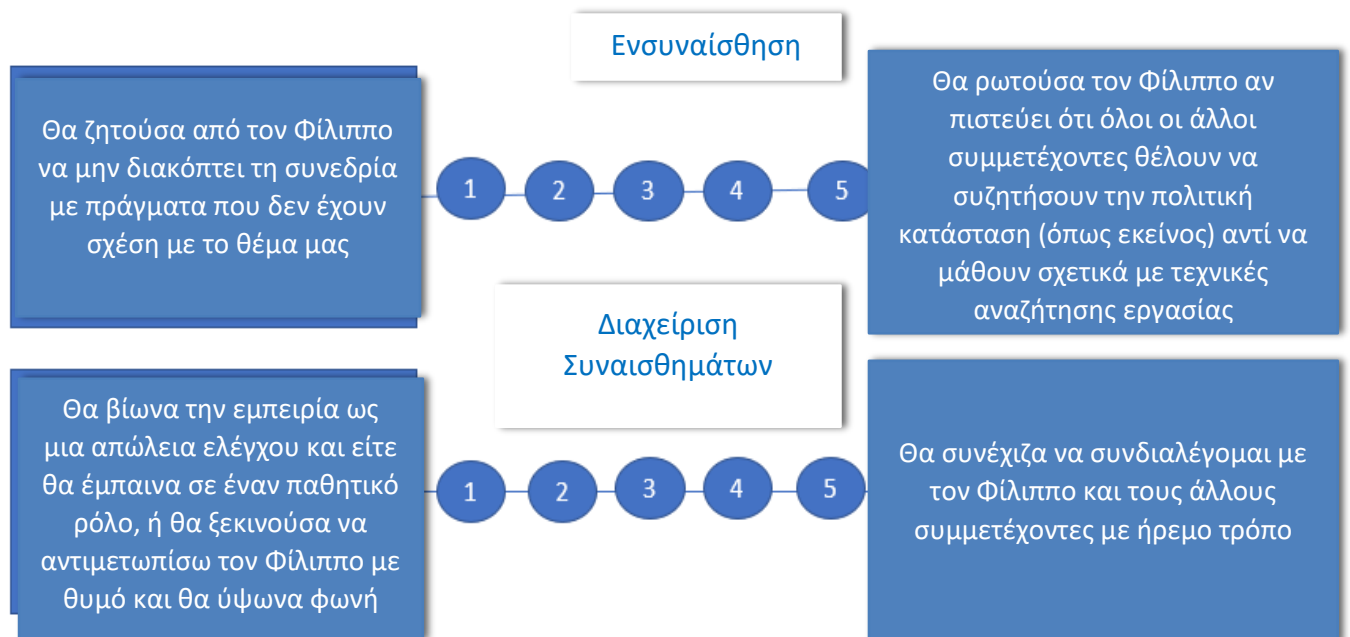 Ενσυναίσθηση
Θα ζητούσα από τον Φίλιππο
να μην διακόπτει τη συνεδρία
με πράγματα που δεν έχουν
σχέση με το θέμα μας
1 2 3 4 5
Θα ρωτούσα τον Φίλιππο αν
πιστεύει ότι όλοι οι άλλοι
συμμετέχοντες θέλουν να
συζητήσουν την πολιτική
κατάσταση (όπως εκείνος) αντί να
μάθουν σχετικά με τεχνικές
αναζήτησης εργασίας
Διαχείριση
Συναισθημάτων
Θα βίωνα την εμπειρία ως
μια απώλεια ελέγχου και είτε
θα έμπαινα σε έναν παθητικό
ρόλο, ή θα ξεκινούσα να
αντιμετωπίσω τον Φίλιππο με
θυμό και θα ύψωνα φωνή
1 2 3 4 5
Θα συνέχιζα να συνδιαλέγομαι με
τον Φίλιππο και τους άλλους
συμμετέχοντες με ήρεμο τρόπο